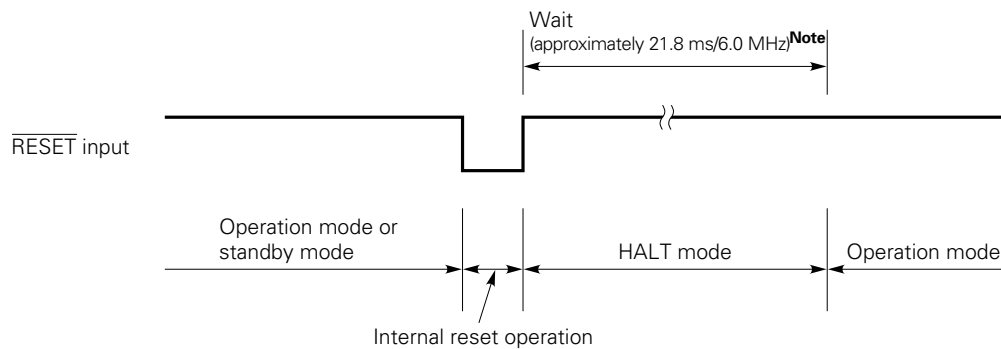 Wait
(approximately 21.8 ms/6.0 MHz)Note
RESET input
Operation mode or
standby mode
HALT mode
Operation mode
Internal reset operation